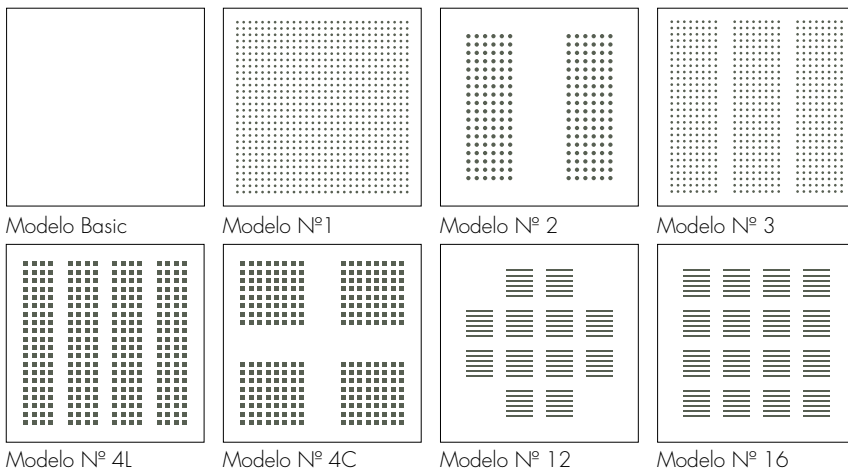 Modelo Basic
Modelo Nº1
Modelo Nº 2
Modelo Nº 3
Modelo Nº 4L
Modelo Nº 4C
Modelo Nº 12
Modelo Nº 16